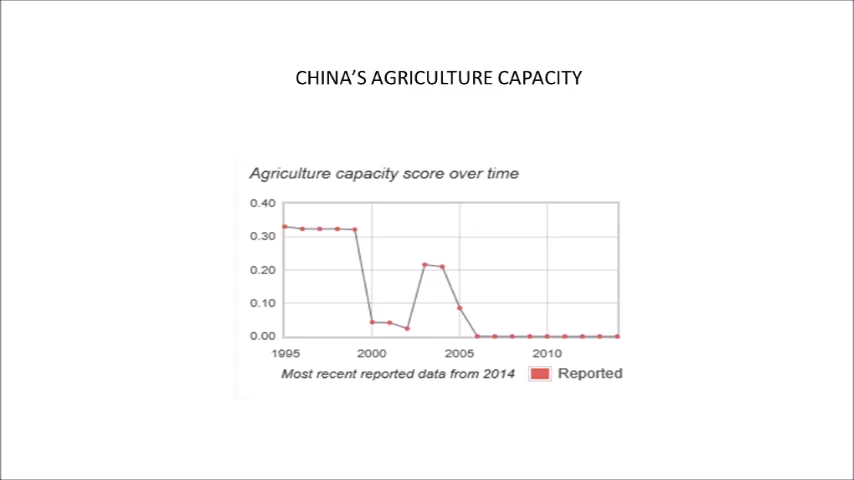 CHINA’S AGRICULTURE CAPACITY
Agriculture capacity score over time
0.40
0.30
0.20
0.10
0.00
1995 2000 2005 2010
Most recent reported data from 2014 Reported